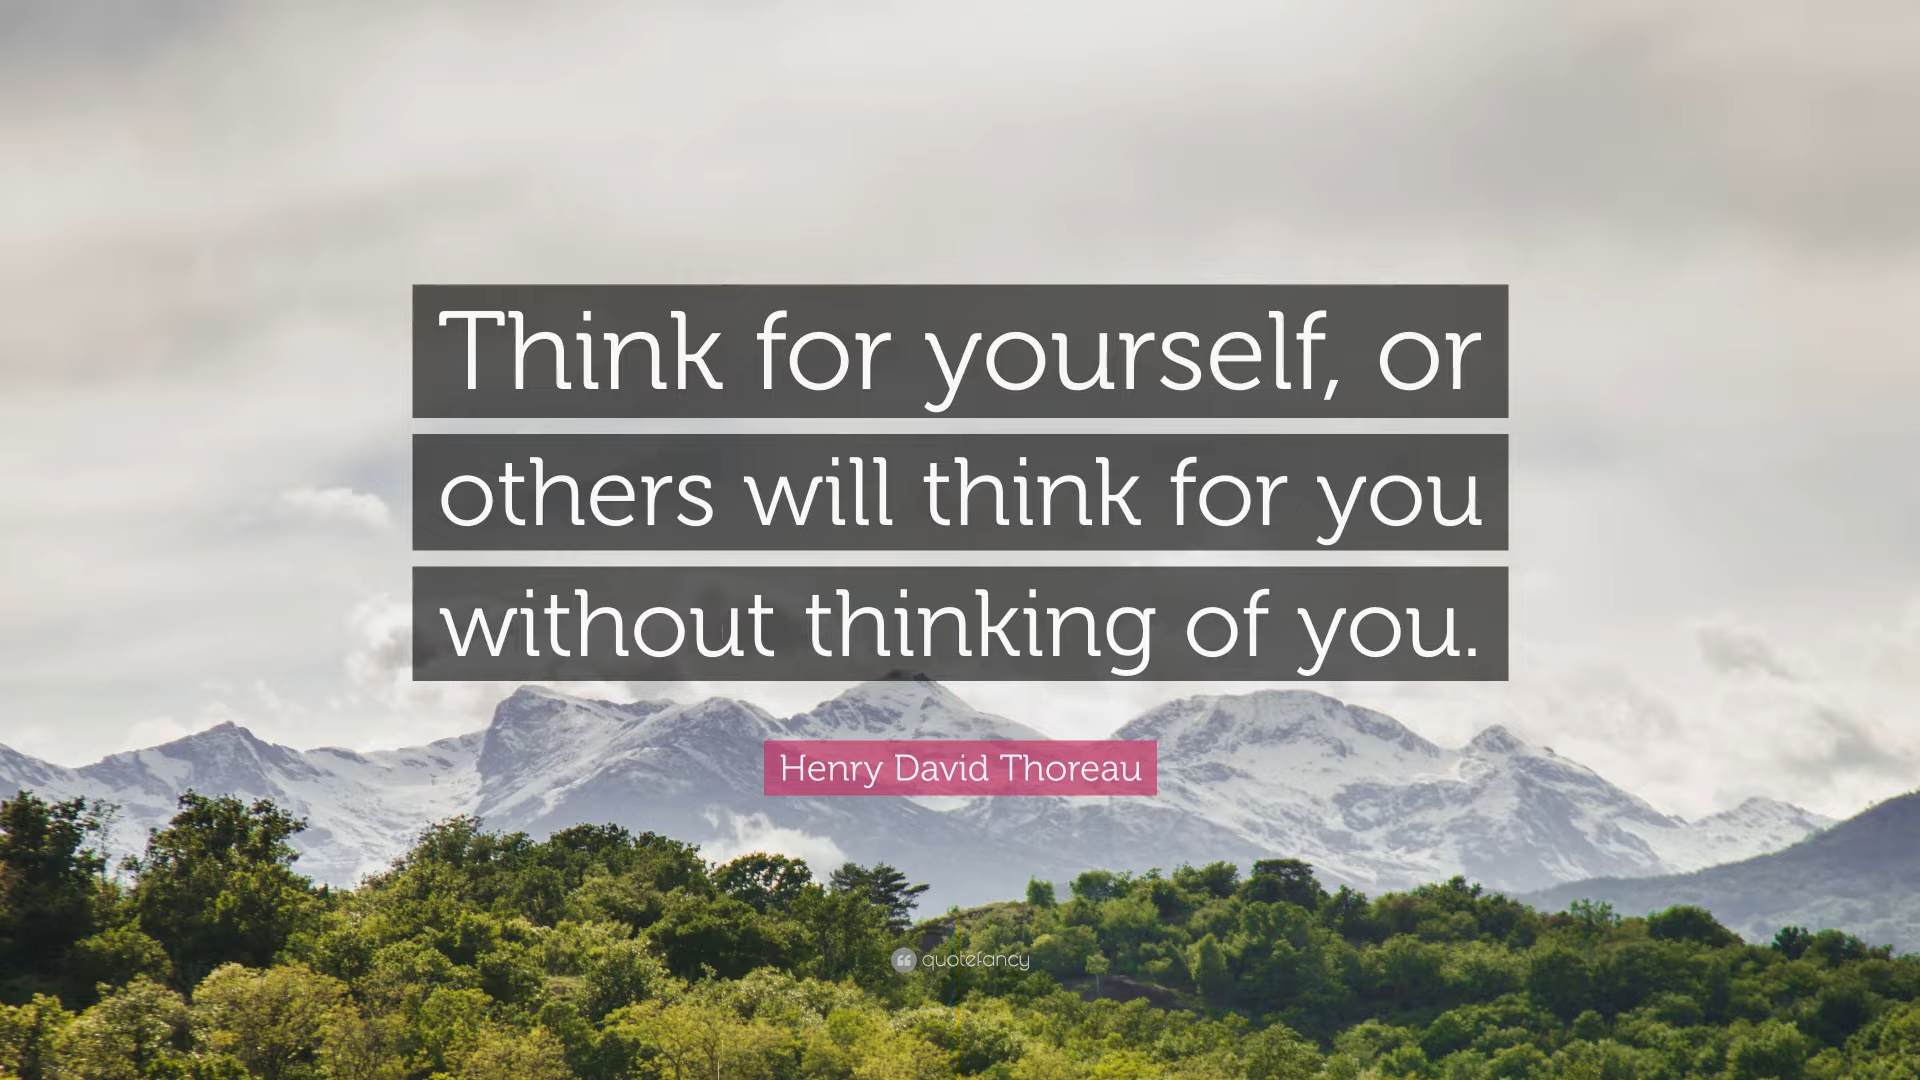 Think for yourself, or
others will think for you
without thinking of you.
Henry David Thoreau
quotefancy